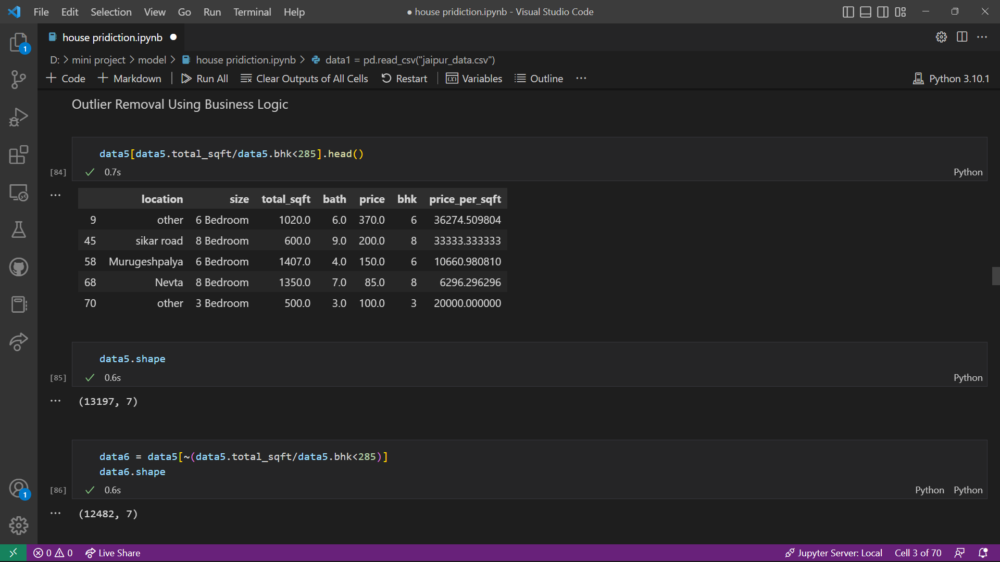 File Edit Selection View Go Run Terminal Help
● house pridiction.ipynb - Visual Studio Code
house pridiction.ipynb ●
D: > mini project > model > house pridiction.ipynb > data1 = pd.read_csv("jaipur_data.csv")
+ Code + Markdown | Run All Clear Outputs of All Cells Restart | Variables Outline ··· Python 3.10.1
1
Outlier Removal Using Business Logic
data5[data5.total_sqft/data5.bhk<285].head()
[84] ✓ 0.7s Python
location size total_sqft bath price bhk price_per_sqft
9 other 6 Bedroom 1020.0 6.0 370.0 6 36274.509804
45 sikar road 8 Bedroom 600.0 9.0 200.0 8 33333.333333
58 Murugeshpalya 6 Bedroom 1407.0 4.0 150.0 6 10660.980810
68 Nevta 8 Bedroom 1350.0 7.0 85.0 8 6296.296296
70 other 3 Bedroom 500.0 3.0 100.0 3 20000.000000
data5.shape
[85] ✓ 0.6s Python
(13197, 7)
data6 = data5[~(data5.total_sqft/data5.bhk<285)]
data6.shape
[86] ✓ 0.6s Python Python
1
(12482, 7)
0 0 Live Share Jupyter Server: Local Cell 3 of 70